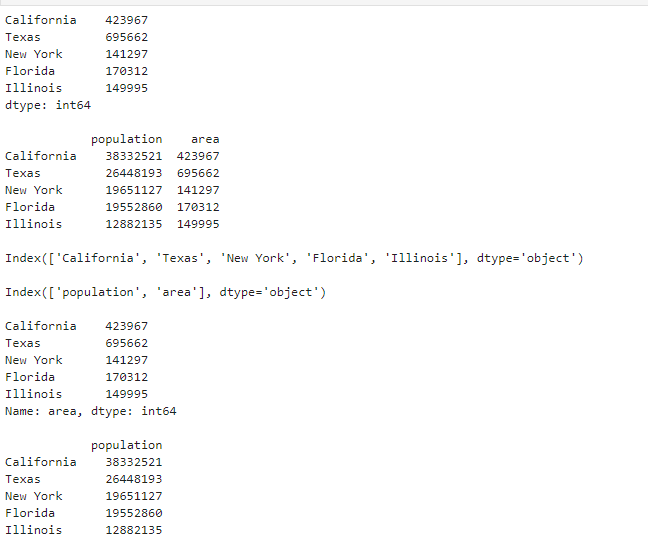 California    423967
Texas         695662
New York      141297
Florida       170312
Illinois      149995
dtype: int64
            population    area
California    38332521  423967
Texas         26448193  695662
New York      19651127  141297
Florida       19552860  170312
Illinois      12882135  149995
Index(['California', 'Texas', 'New York', 'Florida', 'Illinois'], dtype='object')
Index(['population', 'area'], dtype='object')
California    423967
Texas         695662
New York      141297
Florida       170312
Illinois      149995
Name: area, dtype: int64
            population
California    38332521
Texas         26448193
New York      19651127
Florida       19552860
Illinois      12882135